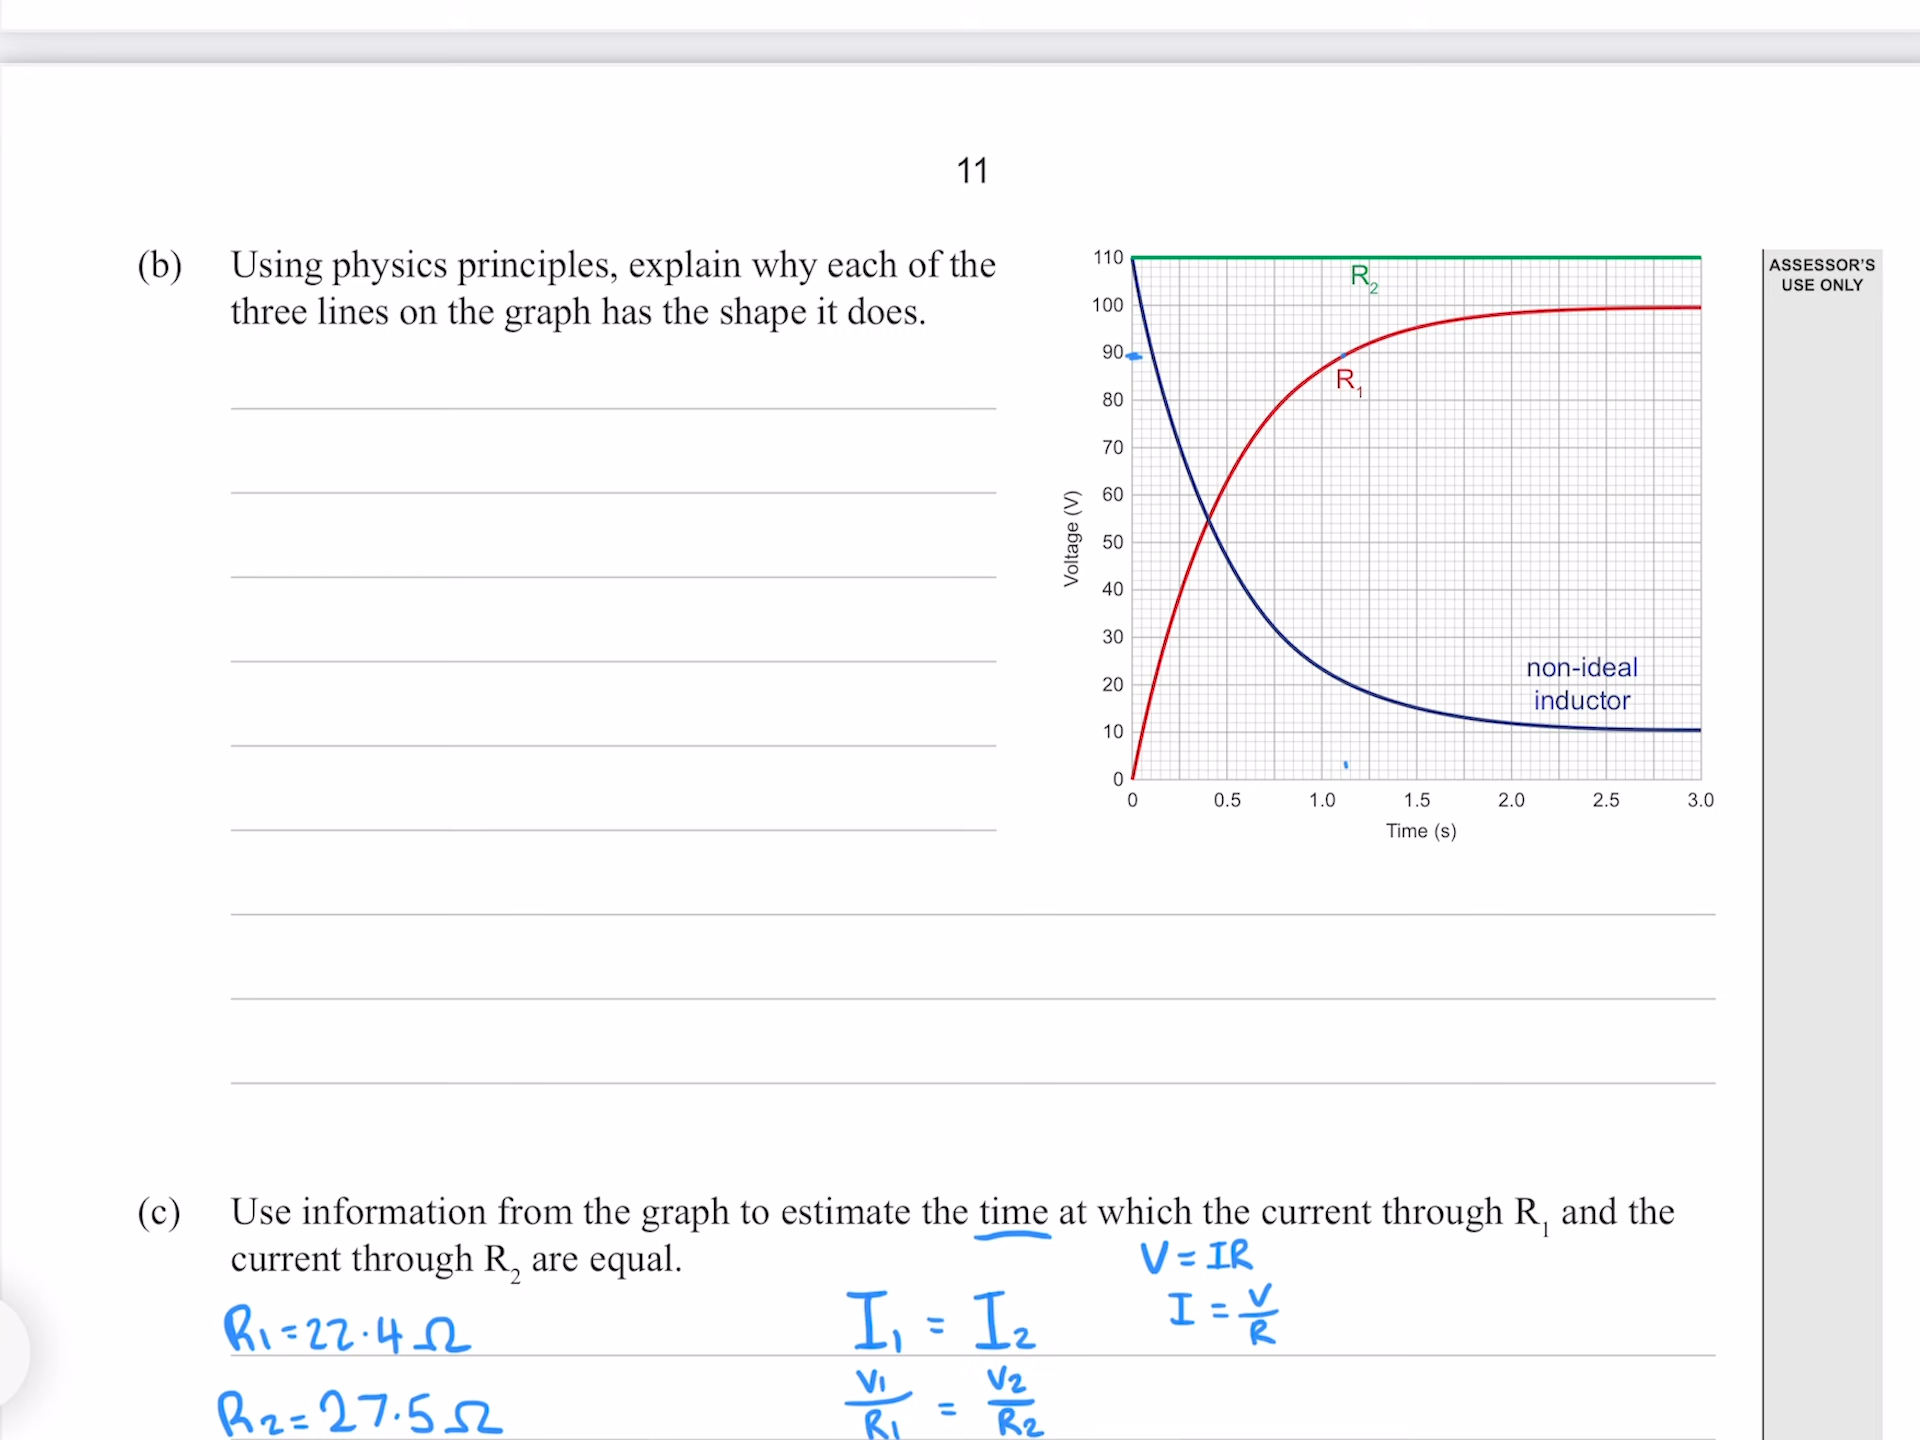 11
(b) Using physics principles, explain why each of the
three lines on the graph has the shape it does.
ASSESSOR'S
USE ONLY
110
100
90
80
70
60
50
40
30
20
10
0
Voltage (V)
R₂
R₁
non-ideal
inductor
0 0.5 1.0 1.5 2.0 2.5 3.0
Time (s)
(c) Use information from the graph to estimate the time at which the current through R₁ and the
current through R₂ are equal.
V = IR
I = V/R
R₁ = 22.4 Ω
I₁ = I₂
R₂ = 27.5 Ω
V₁/R₁ = V₂/R₂